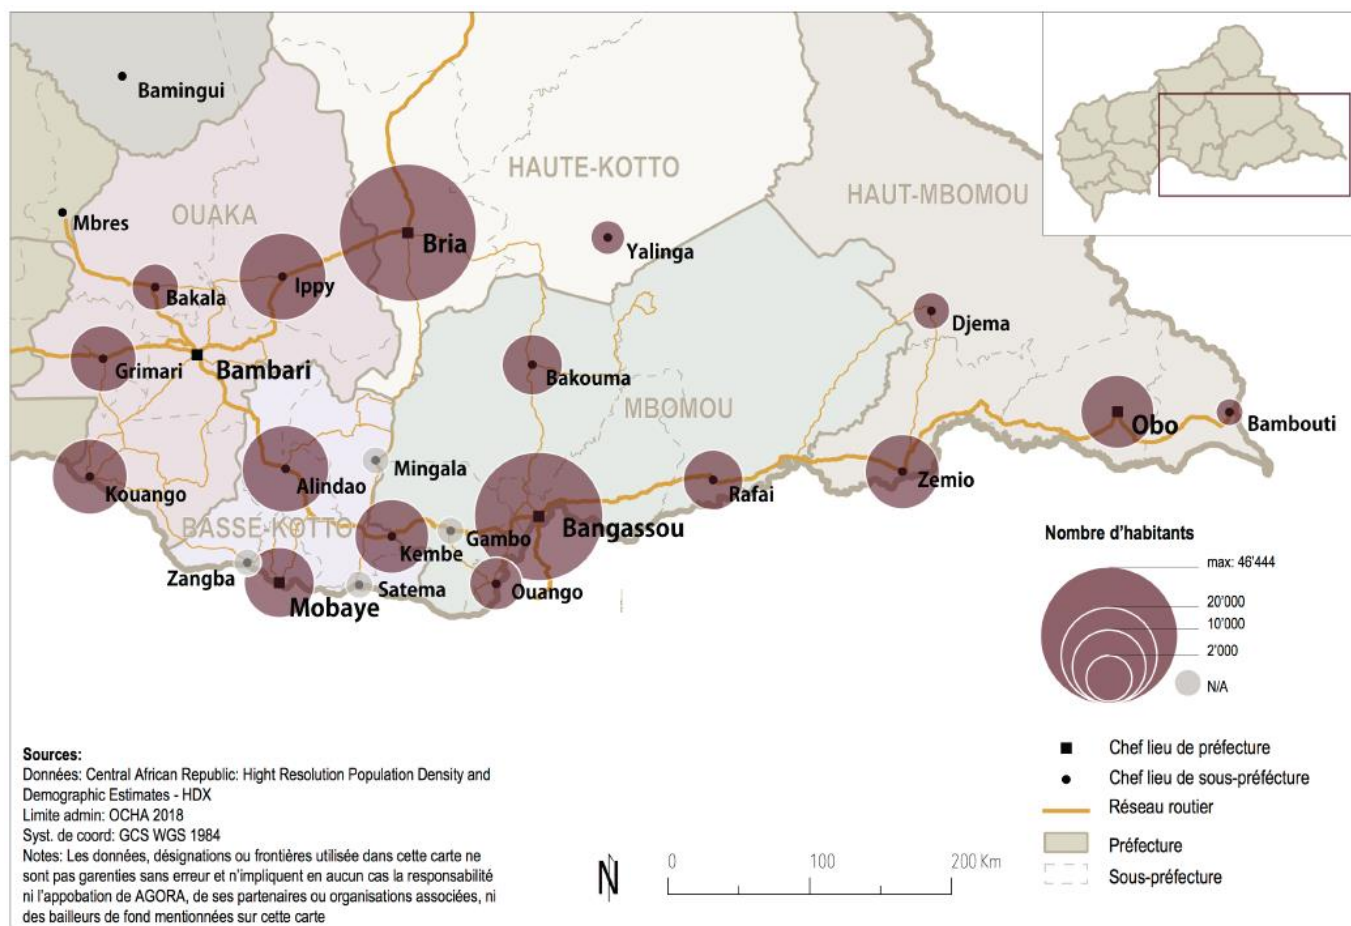 Bamingui
HAUTE-KOTTO
HAUT-MBOMOU
OUAKA
Mbres
Bria
Yalinga
Ippy
Bakala
Djema
Grimari
Bambari
Bakouma
MBOMOU
Obo
Bambouti
Mingala
Alindao
Kouango
Rafai
Zemio
BASSE-KOTTO
Kembe
Gambo
Bangassou
Zangba
Mobaye
Satema
Ouango
Nombre d'habitants
max: 46'444
20'000
10'000
2'000
N/A
Chef lieu de préfecture
Chef lieu de sous-préfécture
Réseau routier
Préfecture
Sous-préfecture
Sources:
Données: Central African Republic: Hight Resolution Population Density and
Demographic Estimates - HDX
Limite admin: OCHA 2018
Syst. de coord: GCS WGS 1984
Notes: Les données, désignations ou frontières utilisée dans cette carte ne
sont pas garenties sans erreur et n'impliquent en aucun cas la responsabilité
ni l'appobation de AGORA, de ses partenaires ou organisations associées, ni
des bailleurs de fond mentionnées sur cette carte
N
0 100 200 Km